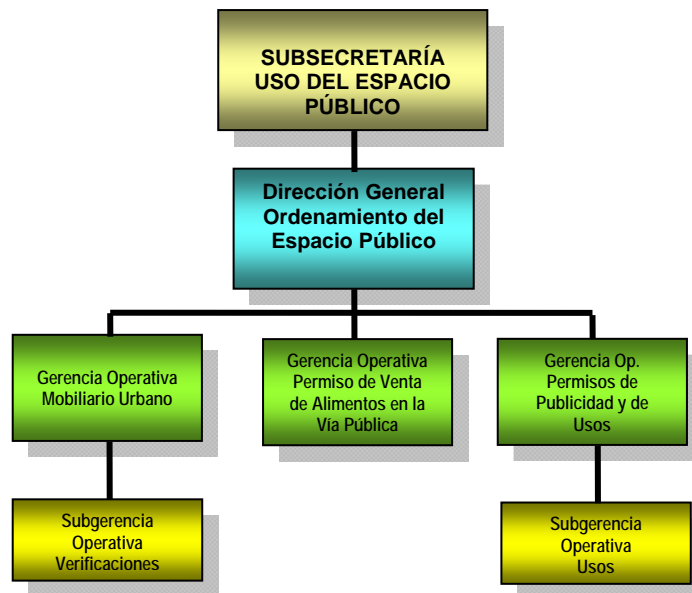 SUBSECRETARÍA
USO DEL ESPACIO
PÚBLICO
Dirección General
Ordenamiento del
Espacio Público
Gerencia Operativa
Mobiliario Urbano
Gerencia Operativa
Permiso de Venta
de Alimentos en la
Vía Pública
Gerencia Op.
Permisos de
Publicidad y de
Usos
Subgerencia
Operativa
Verificaciones
Subgerencia
Operativa
Usos